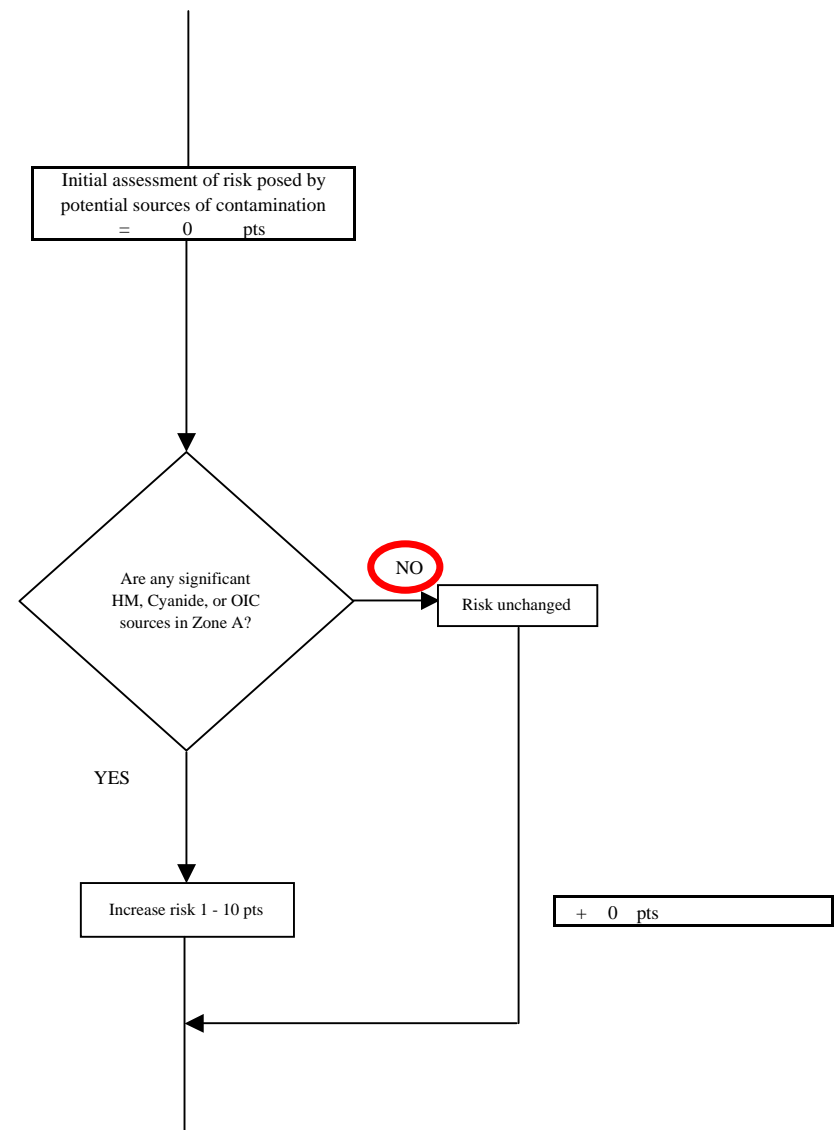 Initial assessment of risk posed by
potential sources of contamination
= 0 pts
Are any significant
HM, Cyanide, or OIC
sources in Zone A?
NO
Risk unchanged
YES
Increase risk 1 - 10 pts
+ 0 pts